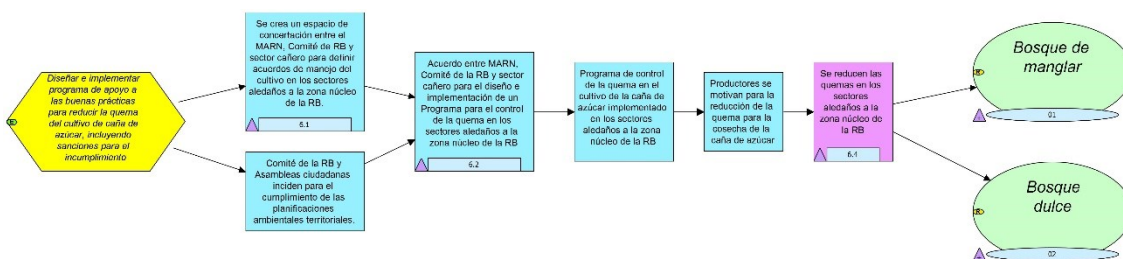 Diseñar e implementar
programa de apoyo a
las buenas prácticas
para reducir la quema
del cultivo de caña de
azúcar, incluyendo
sanciones para el
incumplimiento
Se crea un espacio de
concertación entre el
MARN, Comité de RB y
sector cañero para definir
acuerdos de manejo del
cultivo en los sectores
aledaños a la zona núcleo
de la RB.
6.1
Comité de la RB y
Asambleas ciudadanas
inciden para el
cumplimiento de las
planificaciones
ambientales territoriales.
Acuerdo entre MARN,
Comité de la RB y sector
cañero para el diseño e
implementación de un
Programa para el control
de la quema en los
sectores aledaños a la
zona núcleo de la RB
6.2
Programa de control
de la quema en el
cultivo de la caña de
azúcar implementado
en los sectores
aledaños a la zona
núcleo de la RB
Productores se
motivan para la
reducción de la
quema para la
cosecha de la
caña de azúcar
Se reducen las
quemas en los
sectores
aledaños a la
zona núcleo de
la RB
6.4
Bosque de
manglar
01
Bosque
dulce
02